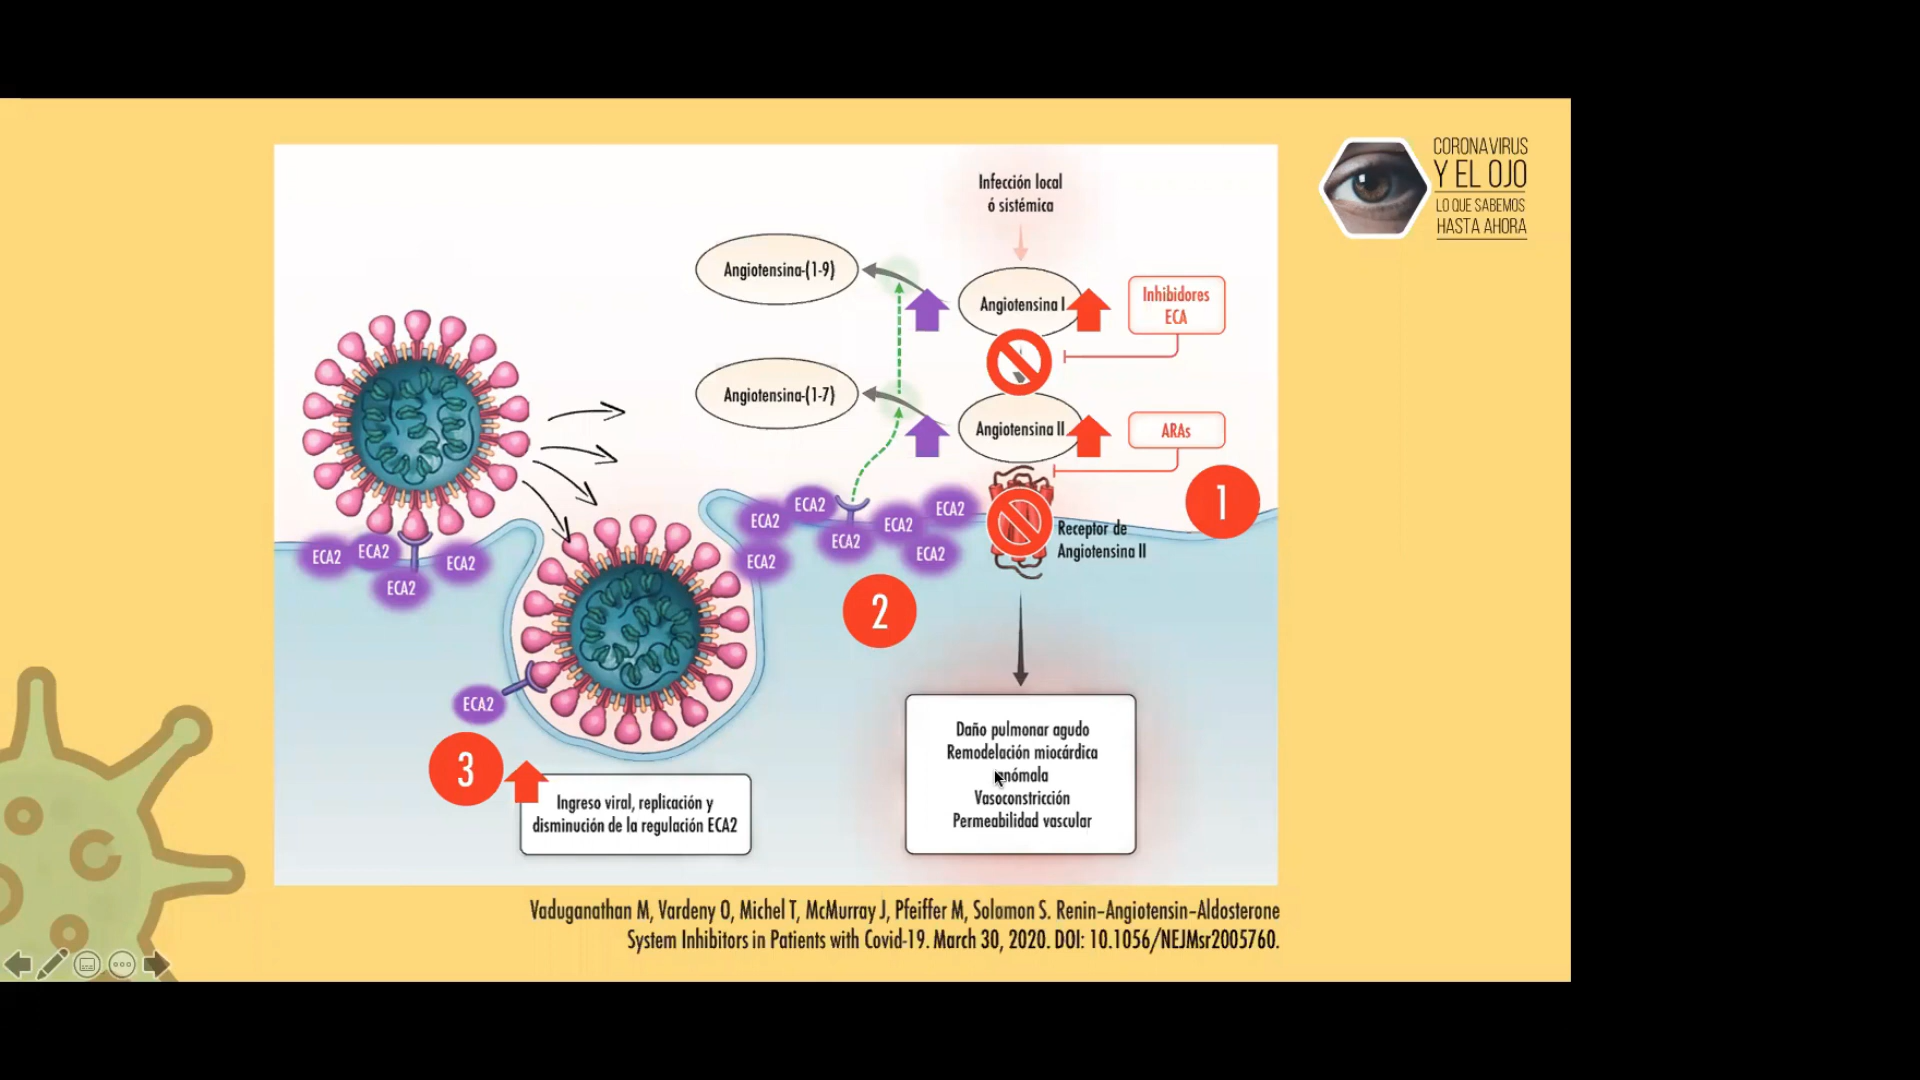 CORONAVIRUS
Y EL OJO
LO QUE SABEMOS
HASTA AHORA
Infección local
ó sistémica
Angiotensina-(1-9)
Angiotensina I
Inhibidores
ECA
Angiotensina-(1-7)
Angiotensina II
ARAs
1
Receptor de
Angiotensina II
ECA2
ECA2
ECA2
ECA2
ECA2
ECA2
ECA2
ECA2
ECA2
ECA2
ECA2
2
ECA2
3
Ingreso viral, replicación y
disminución de la regulación ECA2
Daño pulmonar agudo
Remodelación miocárdica
anómala
Vasoconstricción
Permeabilidad vascular
Vaduganathan M, Vardeny O, Michel T, McMurray J, Pfeiffer M, Solomon S. Renin-Angiotensin-Aldosterone
System Inhibitors in Patients with Covid-19. March 30, 2020. DOI: 10.1056/NEJMsr2005760.